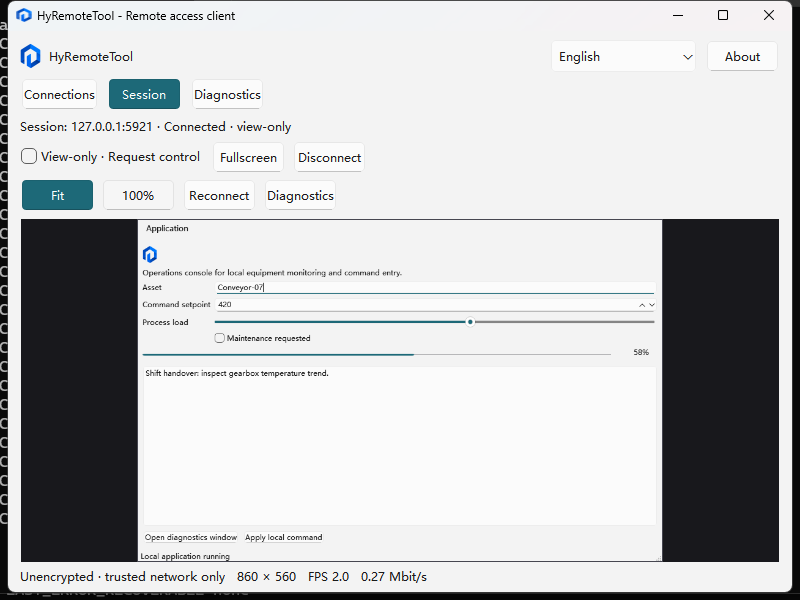 HyRemoteTool - Remote access client
HyRemoteTool
English
About
Connections
Session
Diagnostics
Session: 127.0.0.1:5921 · Connected · view-only
View-only · Request control
Fullscreen
Disconnect
Fit
100%
Reconnect
Diagnostics
Application
Operations console for local equipment monitoring and command entry.
Asset
Conveyor-07
Command setpoint
420
Process load
Maintenance requested
58%
Shift handover: inspect gearbox temperature trend.
Open diagnostics window
Apply local command
Local application running
Unencrypted · trusted network only
860 × 560
FPS 2.0
0.27 Mbit/s